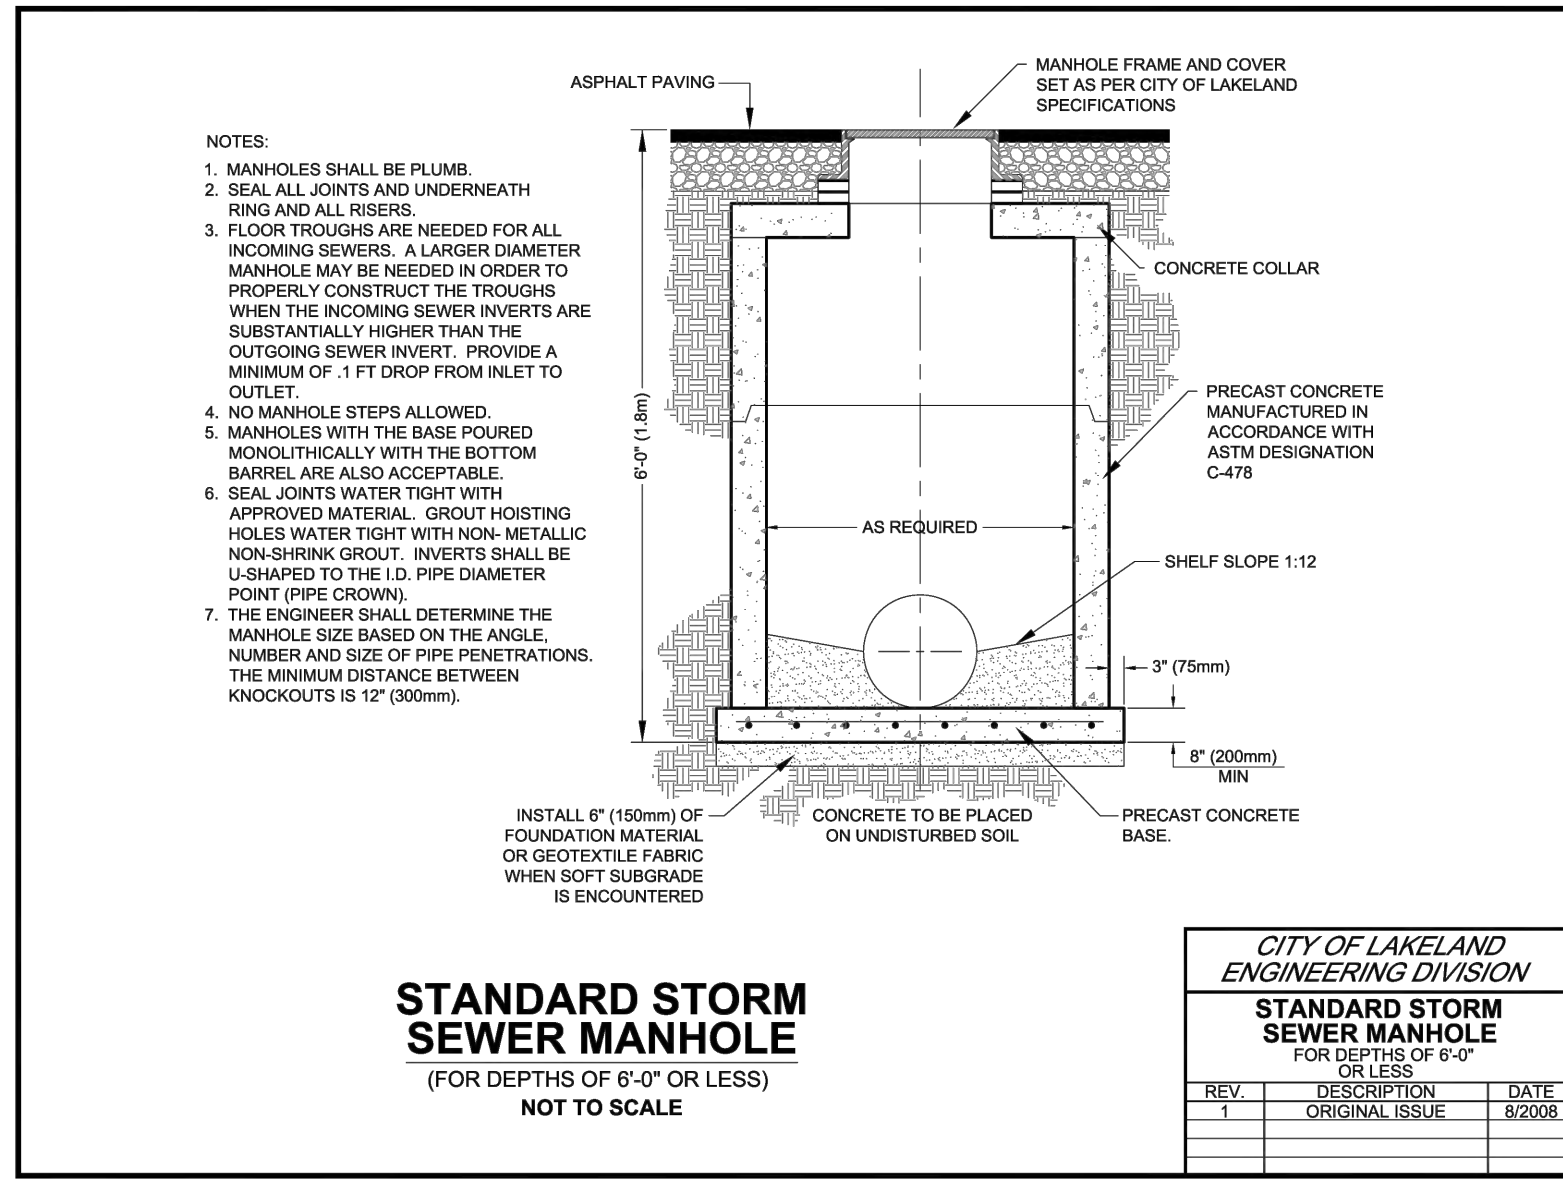 ASPHALT PAVING
MANHOLE FRAME AND COVER
SET AS PER CITY OF LAKELAND
SPECIFICATIONS
NOTES:
1. MANHOLES SHALL BE PLUMB.
2. SEAL ALL JOINTS AND UNDERNEATH
RING AND ALL RISERS.
3. FLOOR TROUGHS ARE NEEDED FOR ALL
INCOMING SEWERS. A LARGER DIAMETER
MANHOLE MAY BE NEEDED IN ORDER TO
PROPERLY CONSTRUCT THE TROUGHS
WHEN THE INCOMING SEWER INVERTS ARE
SUBSTANTIALLY HIGHER THAN THE
OUTGOING SEWER INVERT. PROVIDE A
MINIMUM OF .1 FT DROP FROM INLET TO
OUTLET.
4. NO MANHOLE STEPS ALLOWED.
5. MANHOLES WITH THE BASE POURED
MONOLITHICALLY WITH THE BOTTOM
BARREL ARE ALSO ACCEPTABLE.
6. SEAL JOINTS WATER TIGHT WITH
APPROVED MATERIAL. GROUT HOISTING
HOLES WATER TIGHT WITH NON- METALLIC
NON-SHRINK GROUT. INVERTS SHALL BE
U-SHAPED TO THE I.D. PIPE DIAMETER
POINT (PIPE CROWN).
7. THE ENGINEER SHALL DETERMINE THE
MANHOLE SIZE BASED ON THE ANGLE,
NUMBER AND SIZE OF PIPE PENETRATIONS.
THE MINIMUM DISTANCE BETWEEN
KNOCKOUTS IS 12" (300mm).
6'-0" (1.8m)
CONCRETE COLLAR
PRECAST CONCRETE
MANUFACTURED IN
ACCORDANCE WITH
ASTM DESIGNATION
C-478
AS REQUIRED
SHELF SLOPE 1:12
3" (75mm)
8" (200mm)
MIN
INSTALL 6" (150mm) OF
FOUNDATION MATERIAL
OR GEOTEXTILE FABRIC
WHEN SOFT SUBGRADE
IS ENCOUNTERED
CONCRETE TO BE PLACED
ON UNDISTURBED SOIL
PRECAST CONCRETE
BASE.
STANDARD STORM
SEWER MANHOLE
(FOR DEPTHS OF 6'-0" OR LESS)
NOT TO SCALE
CITY OF LAKELAND
ENGINEERING DIVISION
STANDARD STORM
SEWER MANHOLE
FOR DEPTHS OF 6'-0"
OR LESS
REV. DESCRIPTION DATE
1 ORIGINAL ISSUE 8/2008